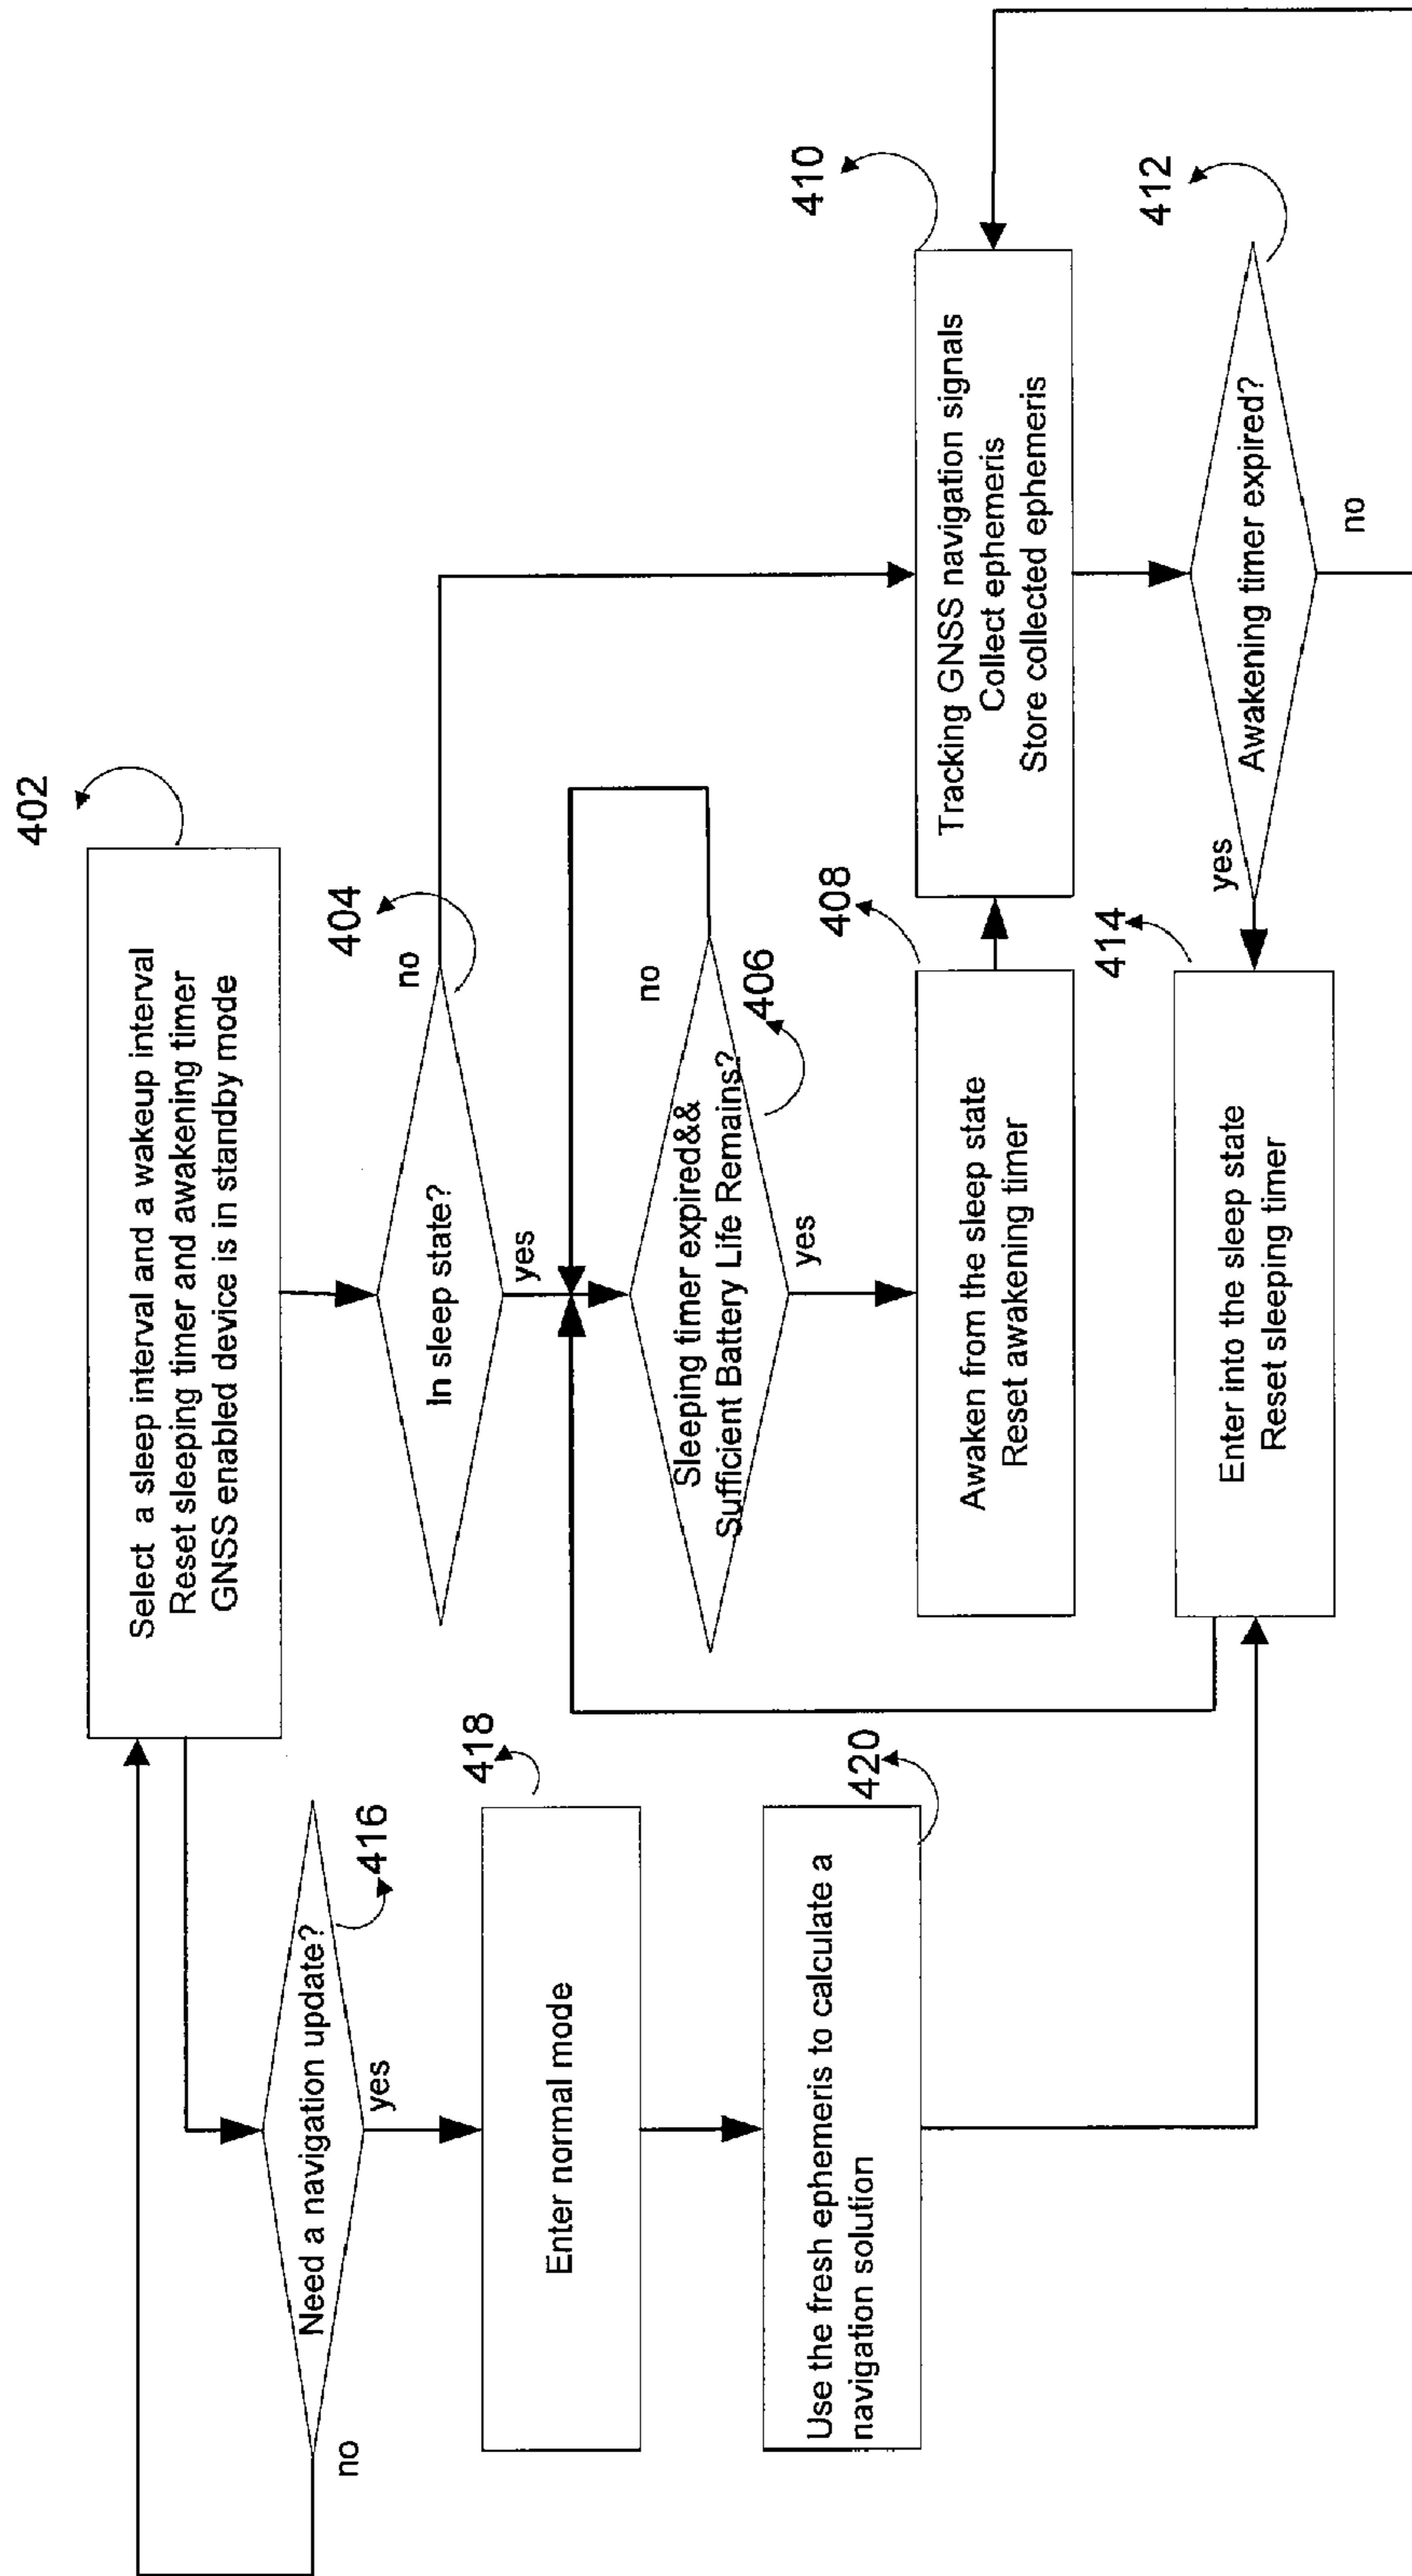 402
Select a sleep interval and a wakeup interval
Reset sleeping timer and awakening timer
GNSS enabled device is in standby mode
404
In sleep state?
no
yes
406
Sleeping timer expired&&
Sufficient Battery Life Remains?
no
yes
408
Awaken from the sleep state
Reset awakening timer
410
Tracking GNSS navigation signals
Collect ephemeris
Store collected ephemeris
412
Awakening timer expired?
yes
no
414
Enter into the sleep state
Reset sleeping timer
416
Need a navigation update?
no
yes
418
Enter normal mode
420
Use the fresh ephemeris to calculate a
navigation solution